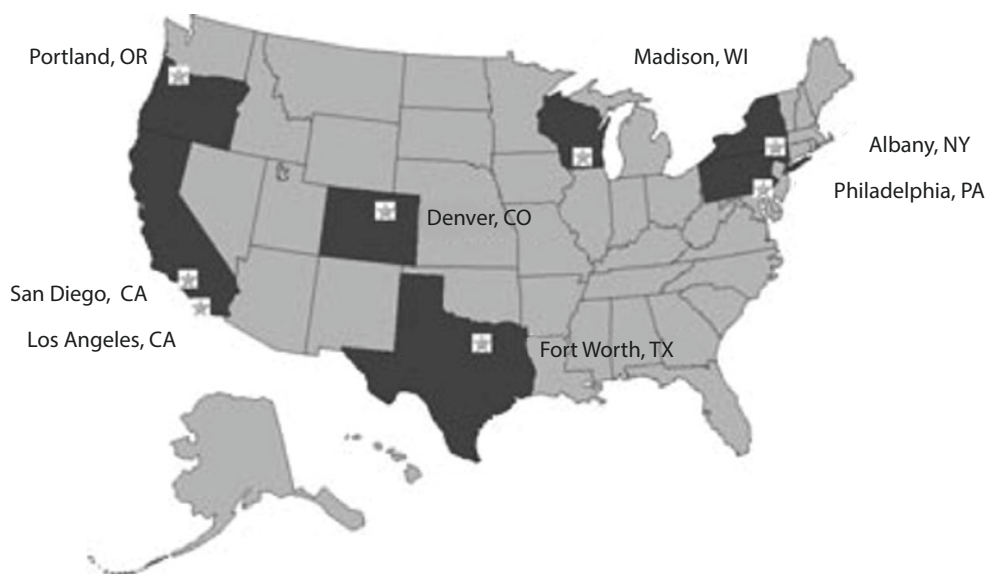 Portland, OR
Madison, WI
Albany, NY
Philadelphia, PA
Denver, CO
San Diego, CA
Los Angeles, CA
Fort Worth, TX